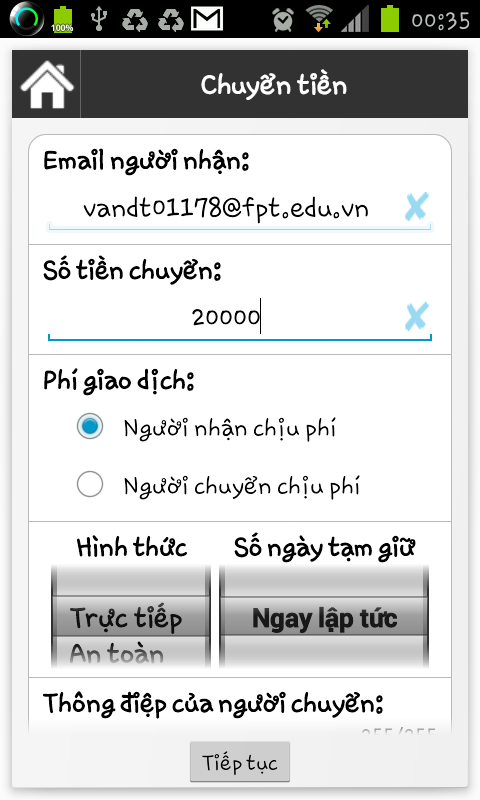 100%
00:35
Chuyển tiền
Email người nhận:
vandt01178@fpt.edu.vn
Số tiền chuyển:
20000
Phí giao dịch:
Người nhận chịu phí
Người chuyển chịu phí
Hình thức Số ngày tạm giữ
Trực tiếp Ngay lập tức
An toàn
Thông điệp của người chuyển:
255/255
Tiếp tục